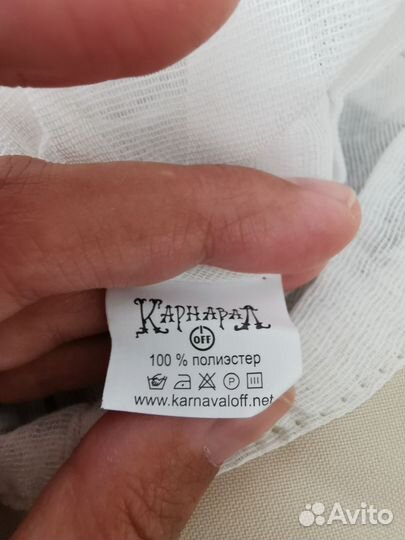 КарнаваЛ
OFF
100 % полиэстер
P
www.karnavaloff.net
Avito